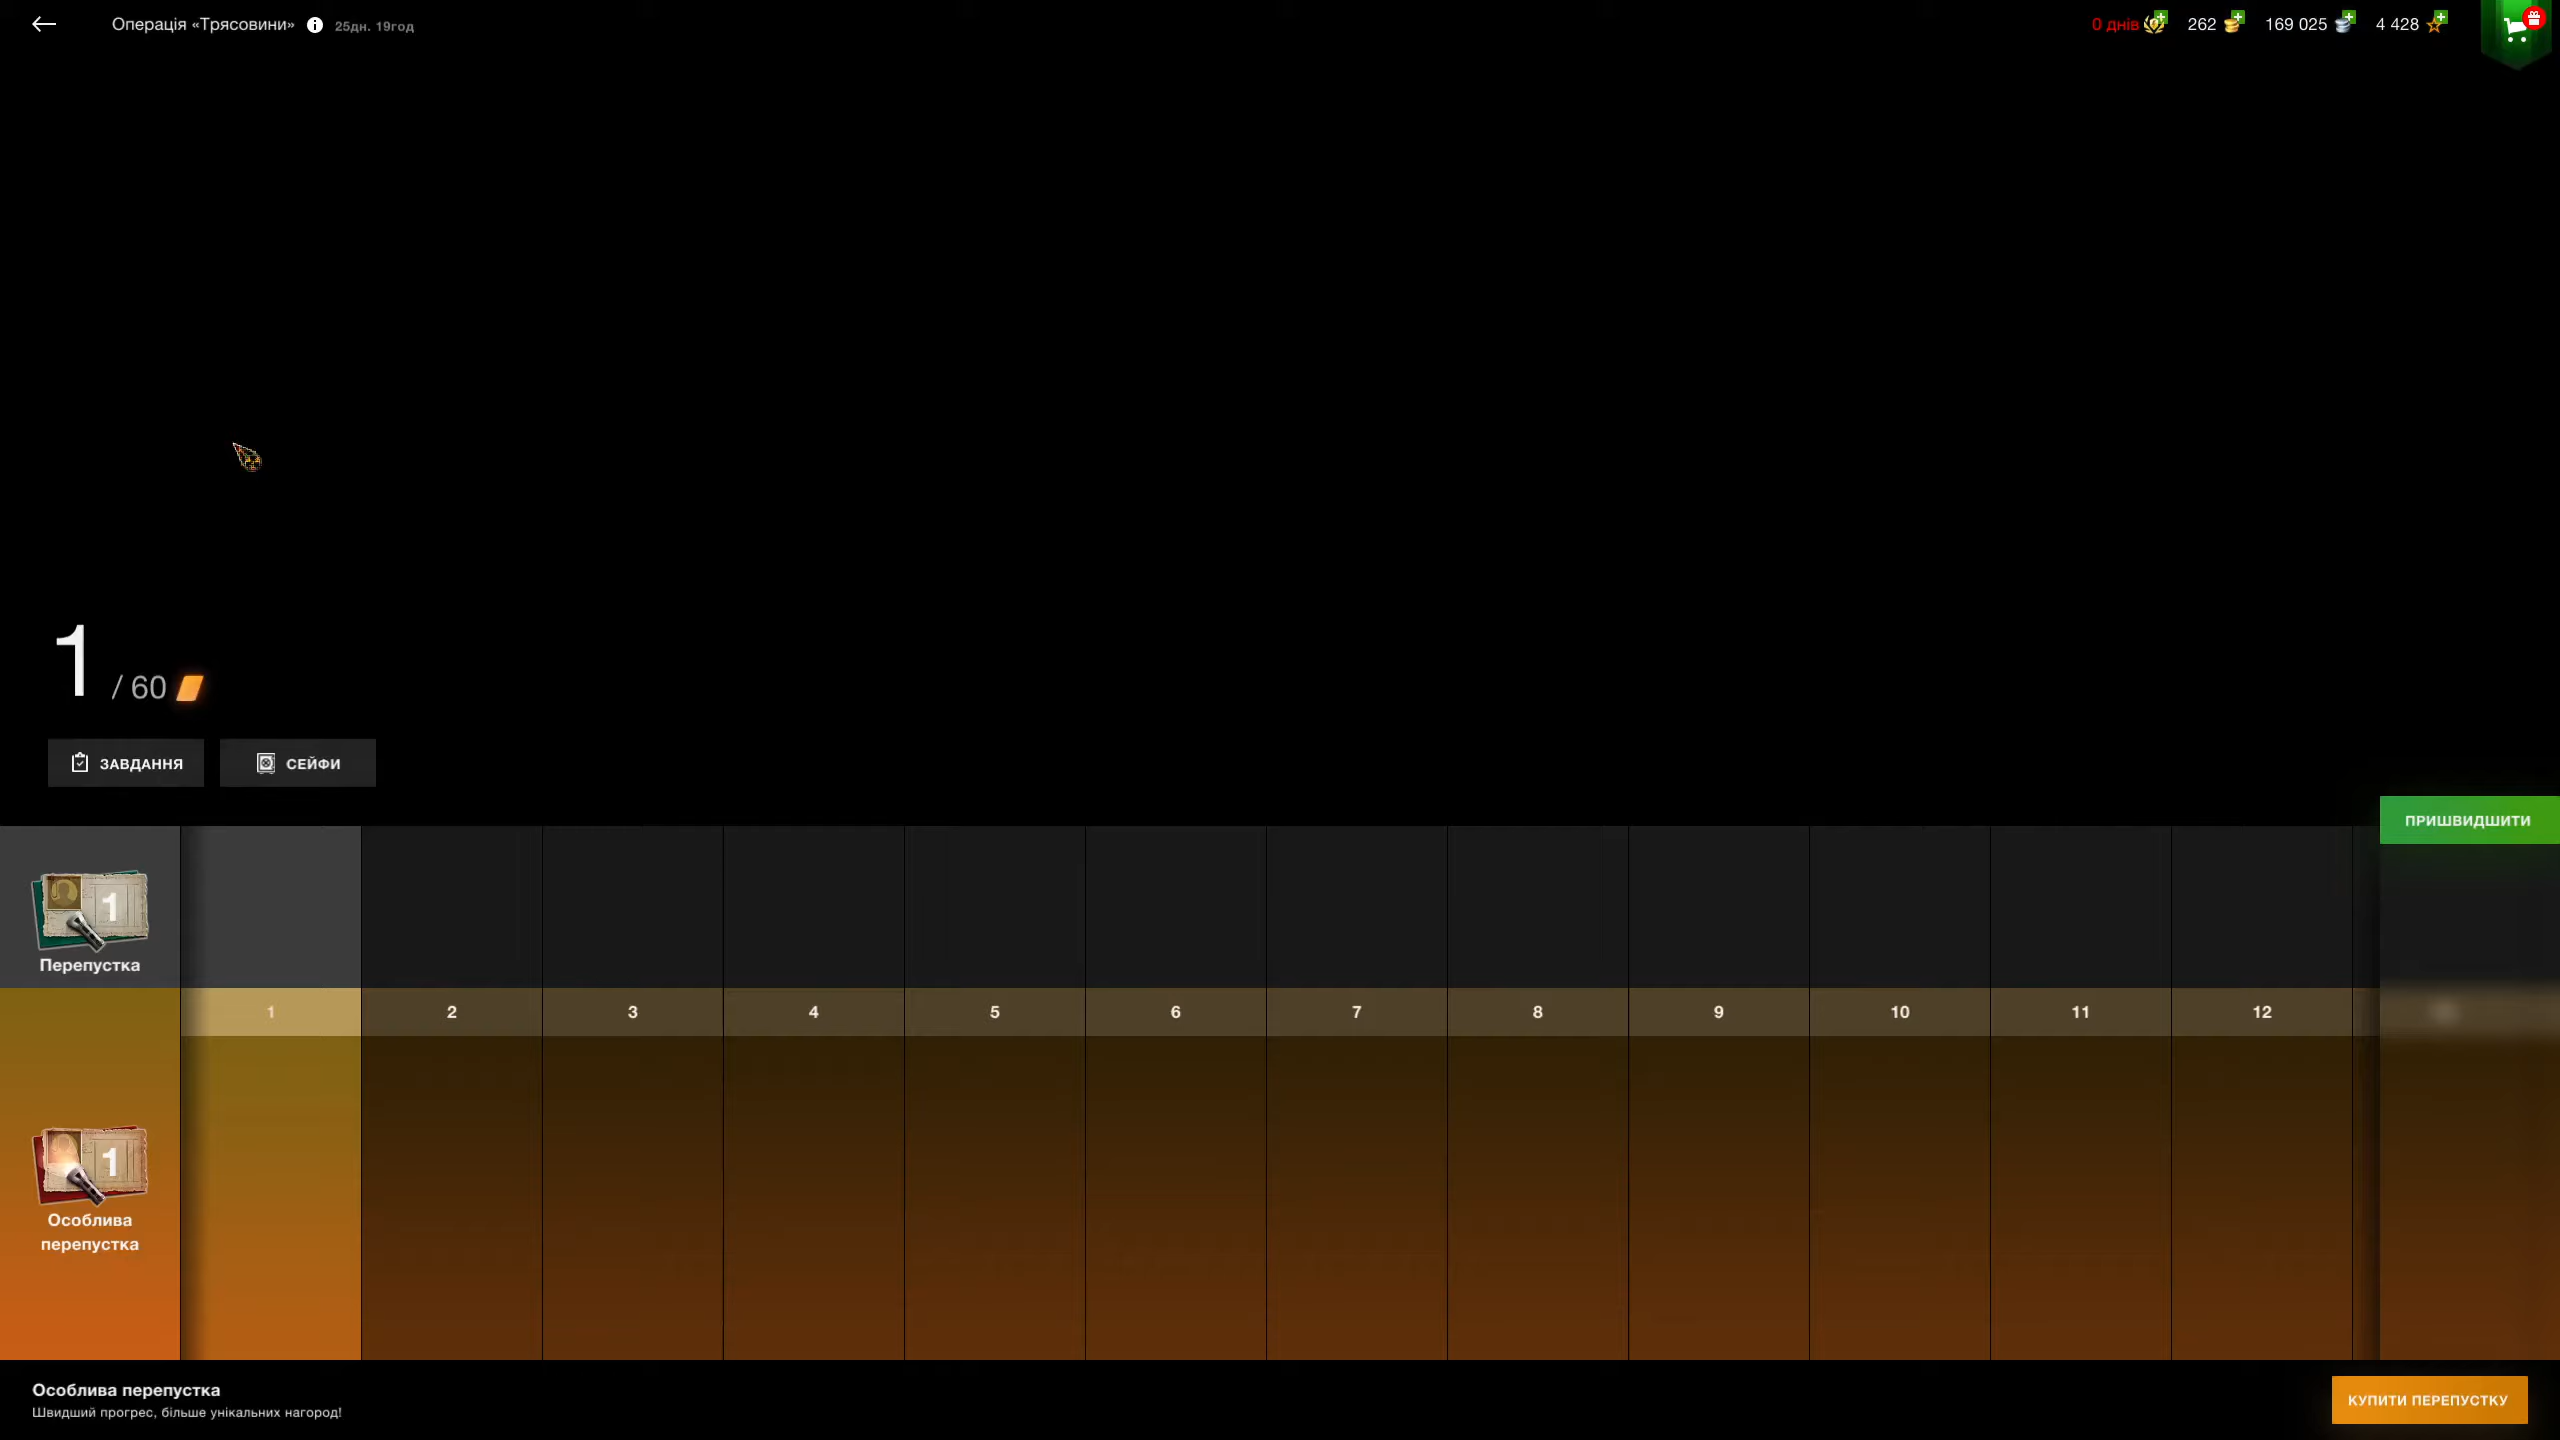 Операція «Трясовини»
25дн. 19год
0 днів
262
169 025
4 428
1
/ 60
ЗАВДАННЯ
СЕЙФИ
ПРИШВИДШИТИ
1
Перепустка
1
2
3
4
5
6
7
8
9
10
11
12
1
Особлива
перепустка
Особлива перепустка
Швидший прогрес, більше унікальних нагород!
КУПИТИ ПЕРЕПУСТКУ